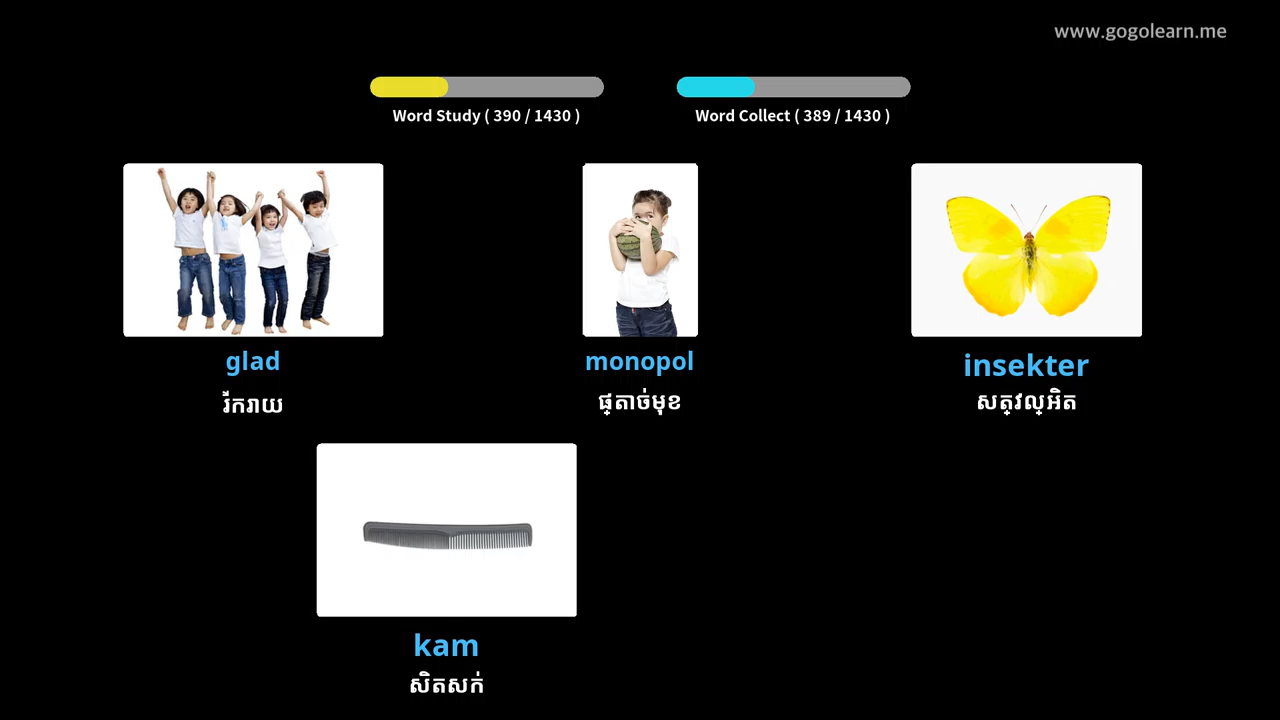 www.gogolearn.me
Word Study ( 390 / 1430 )
Word Collect ( 389 / 1430 )
glad
រីករាយ
monopol
ផ្តាច់មុខ
insekter
សត្វល្អិត
kam
សិតសក់